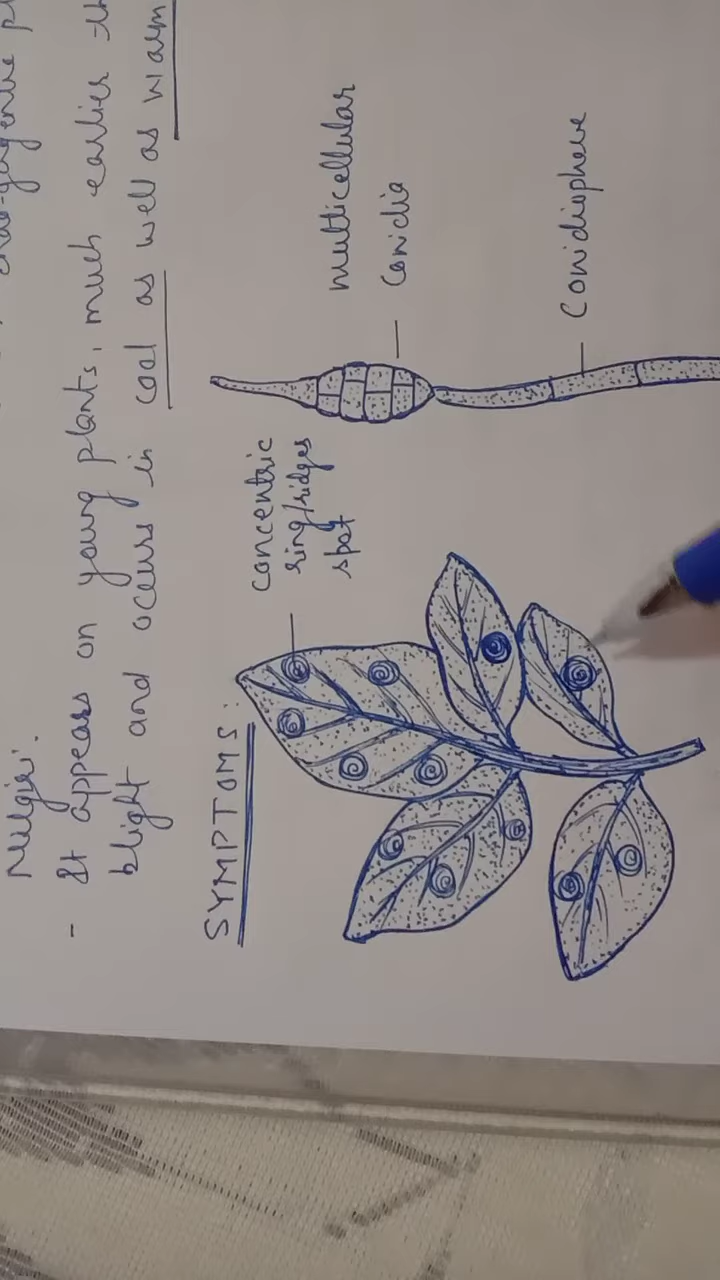 Nilgiri.
- It appears on young plants, much earlier
blight and occurs in cool as well as warm
SYMPTOMS:
concentric
ring/ridges
spot
multicellular
conidia
Conidiophore